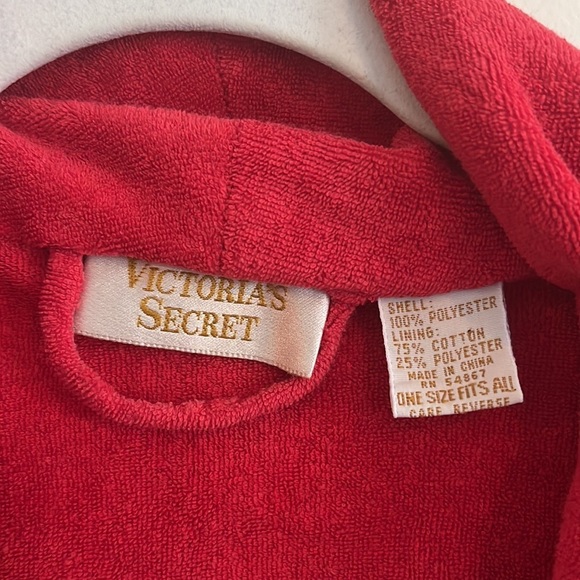 VICTORIA'S
SECRET
SHELL:
100% POLYESTER
LINING:
75% COTTON
25% POLYESTER
MADE IN CHINA
RN 54867
ONE SIZE FITS ALL
CARE REVERSE